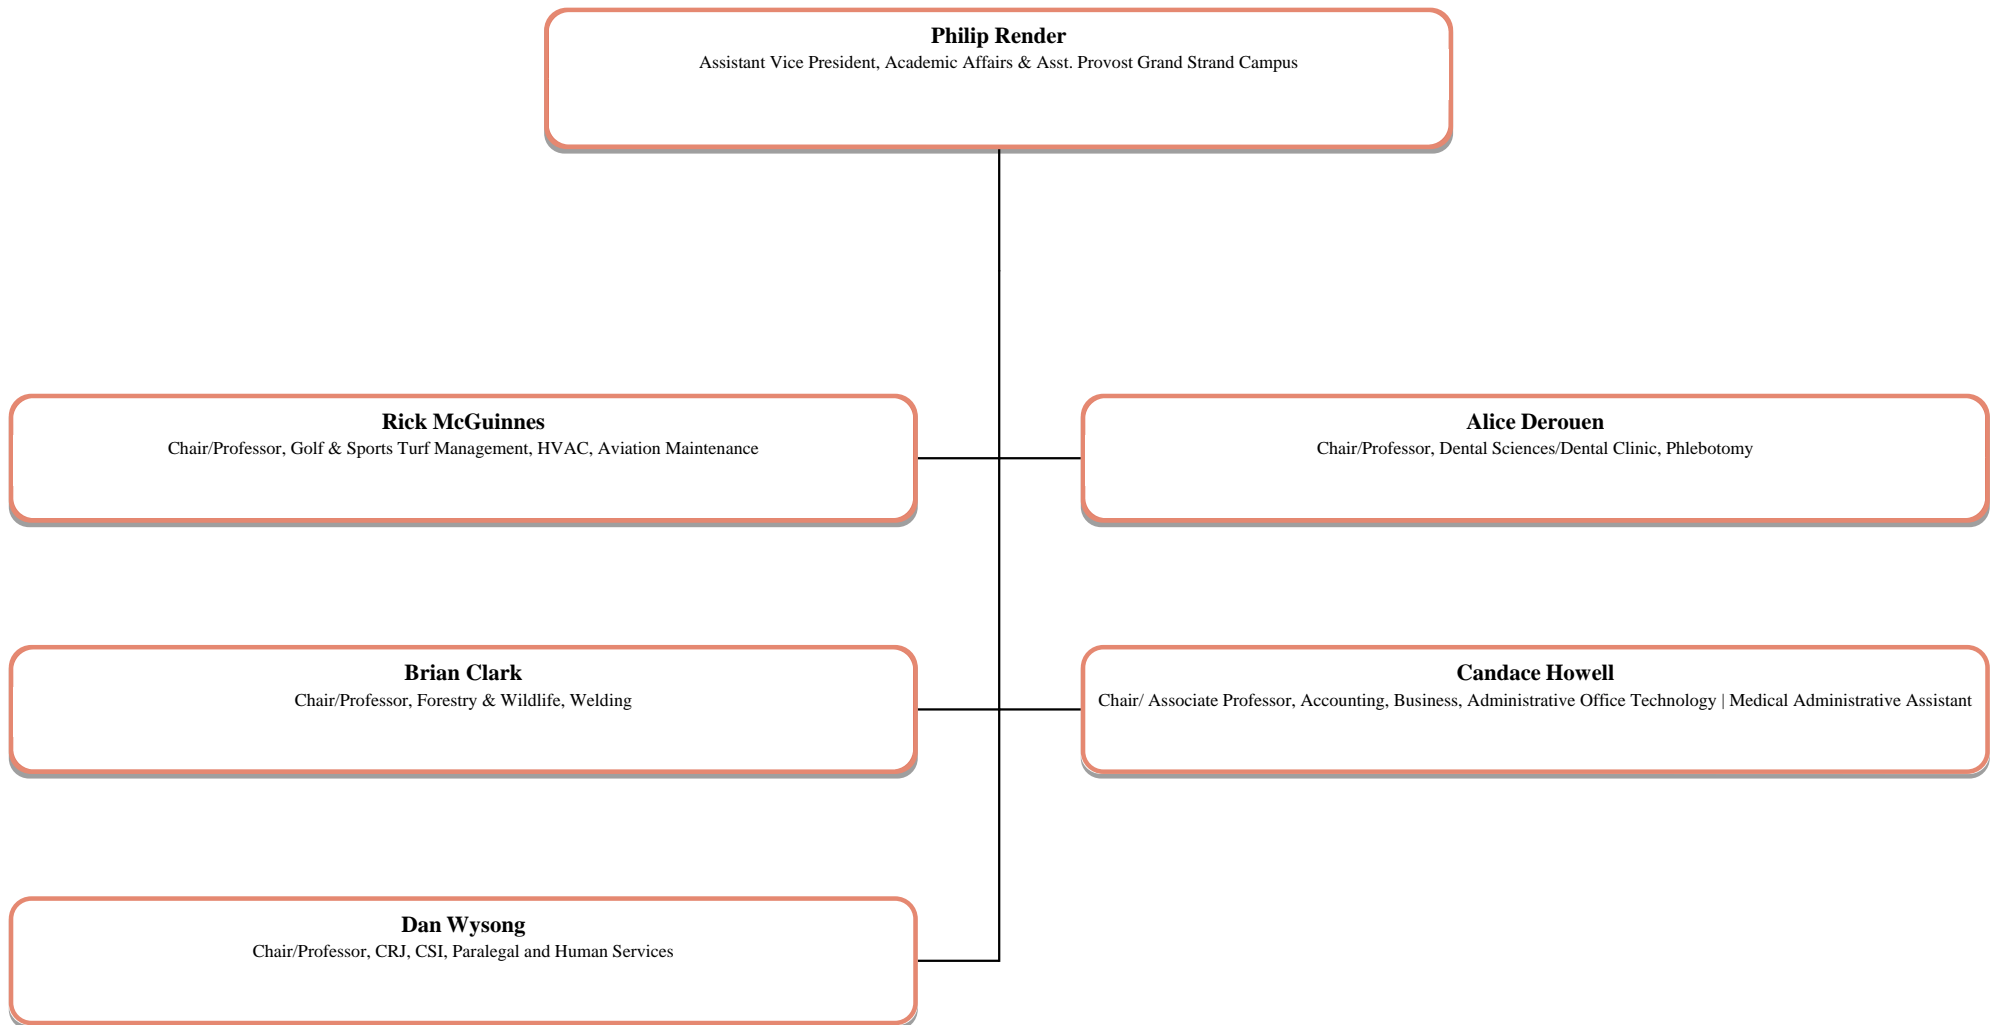 Philip Render
Assistant Vice President, Academic Affairs & Asst. Provost Grand Strand Campus
Rick McGuinnes
Chair/Professor, Golf & Sports Turf Management, HVAC, Aviation Maintenance
Alice Derouen
Chair/Professor, Dental Sciences/Dental Clinic, Phlebotomy
Brian Clark
Chair/Professor, Forestry & Wildlife, Welding
Candace Howell
Chair/ Associate Professor, Accounting, Business, Administrative Office Technology | Medical Administrative Assistant
Dan Wysong
Chair/Professor, CRJ, CSI, Paralegal and Human Services